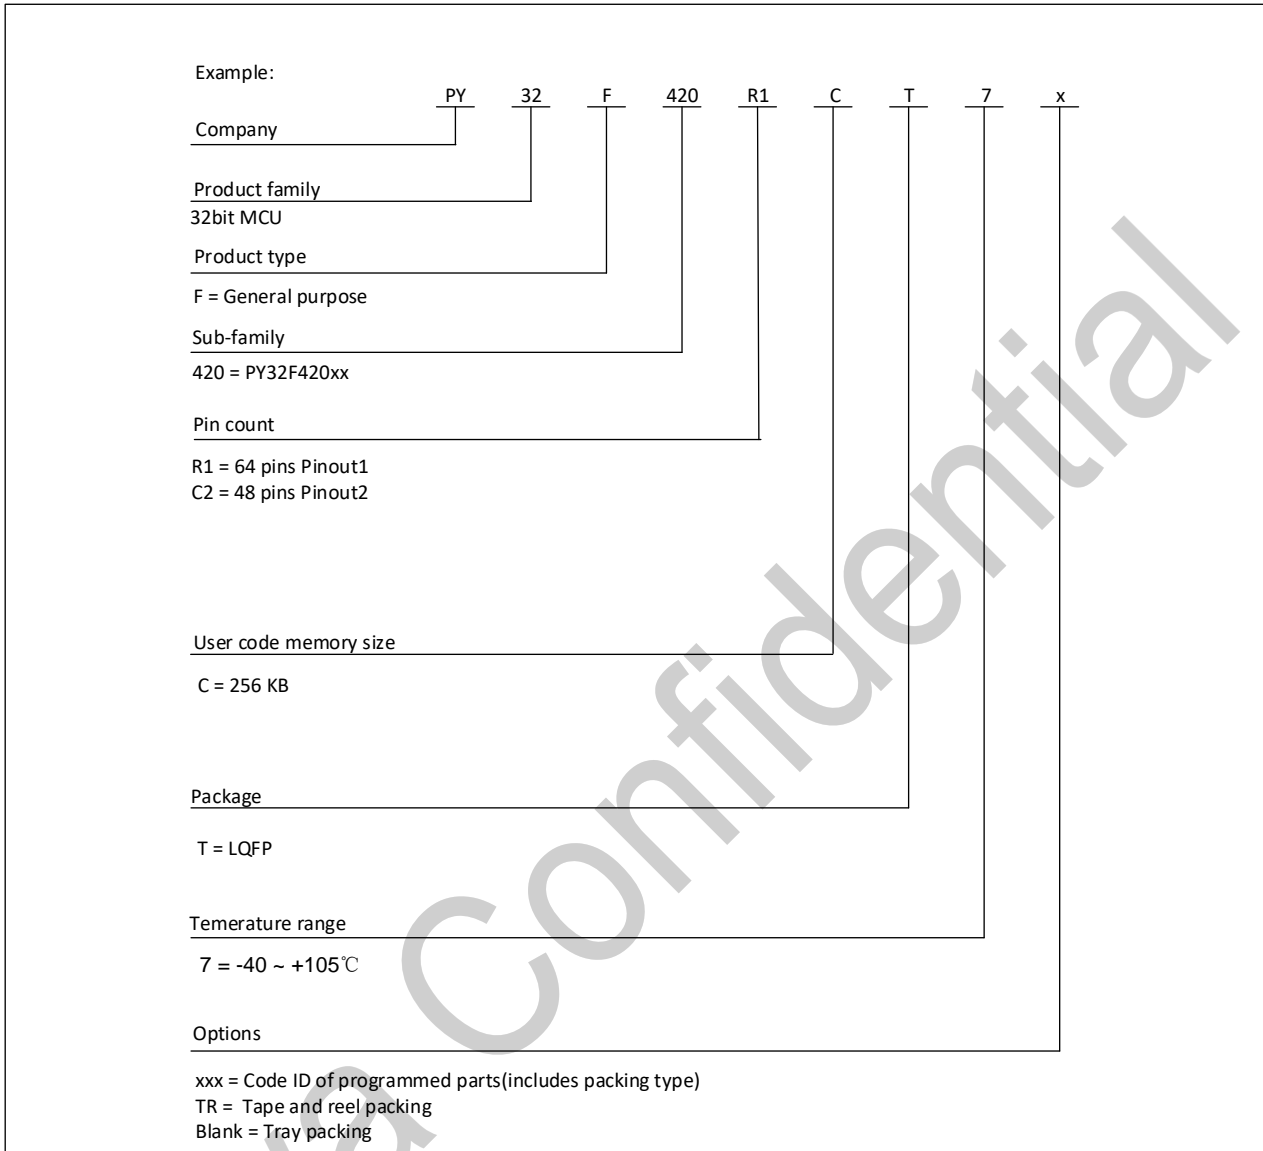 Example:
PY 32 F 420 R1 C T 7 x
Company
Product family
32bit MCU
Product type
F = General purpose
Sub-family
420 = PY32F420xx
Pin count
R1 = 64 pins Pinout1
C2 = 48 pins Pinout2
User code memory size
C = 256 KB
Package
T = LQFP
Temerature range
7 = -40 ~ +105℃
Options
xxx = Code ID of programmed parts(includes packing type)
TR = Tape and reel packing
Blank = Tray packing
Confidential